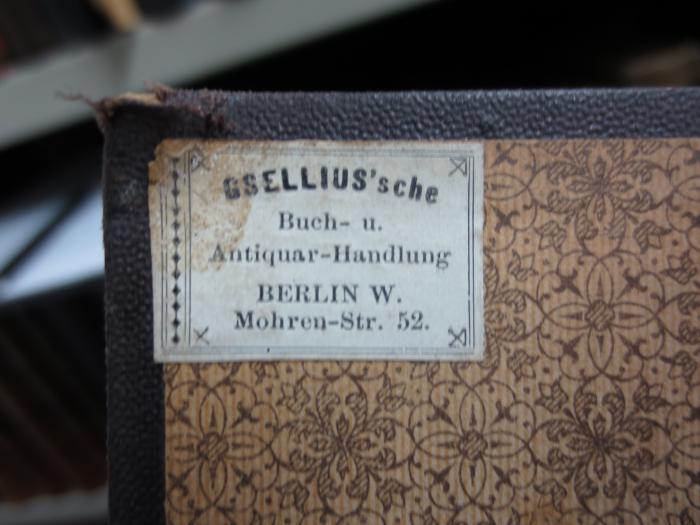 GSELLIUS'sche
Buch- u.
Antiquar-Handlung
BERLIN W.
Mohren-Str. 52.